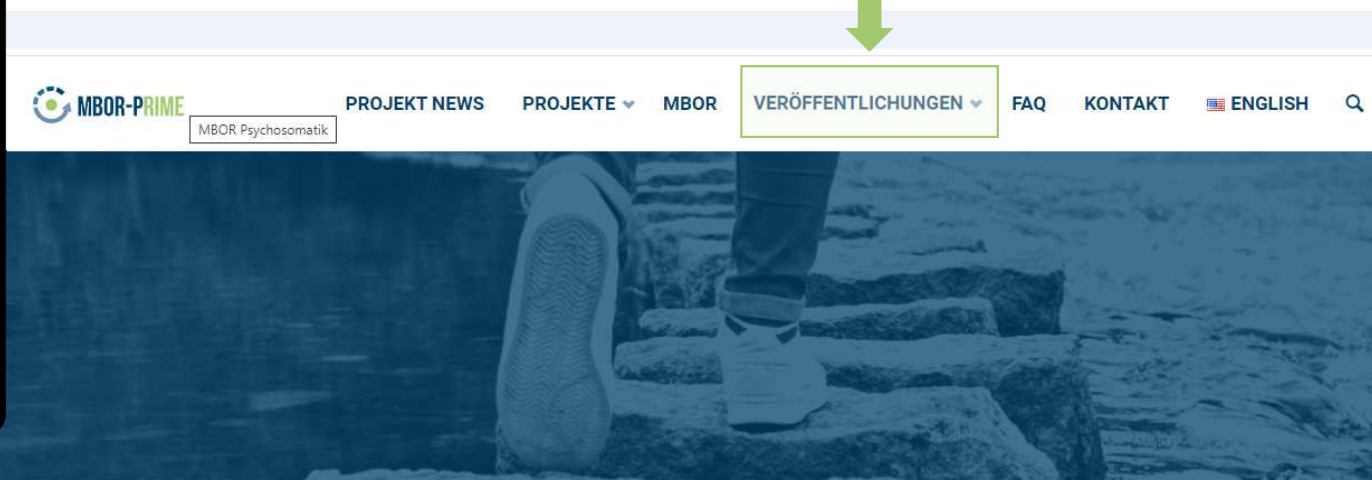 MBOR-PRIME PROJEKT NEWS PROJEKTE MBOR VERÖFFENTLICHUNGEN FAQ KONTAKT ENGLISH
MBOR Psychosomatik